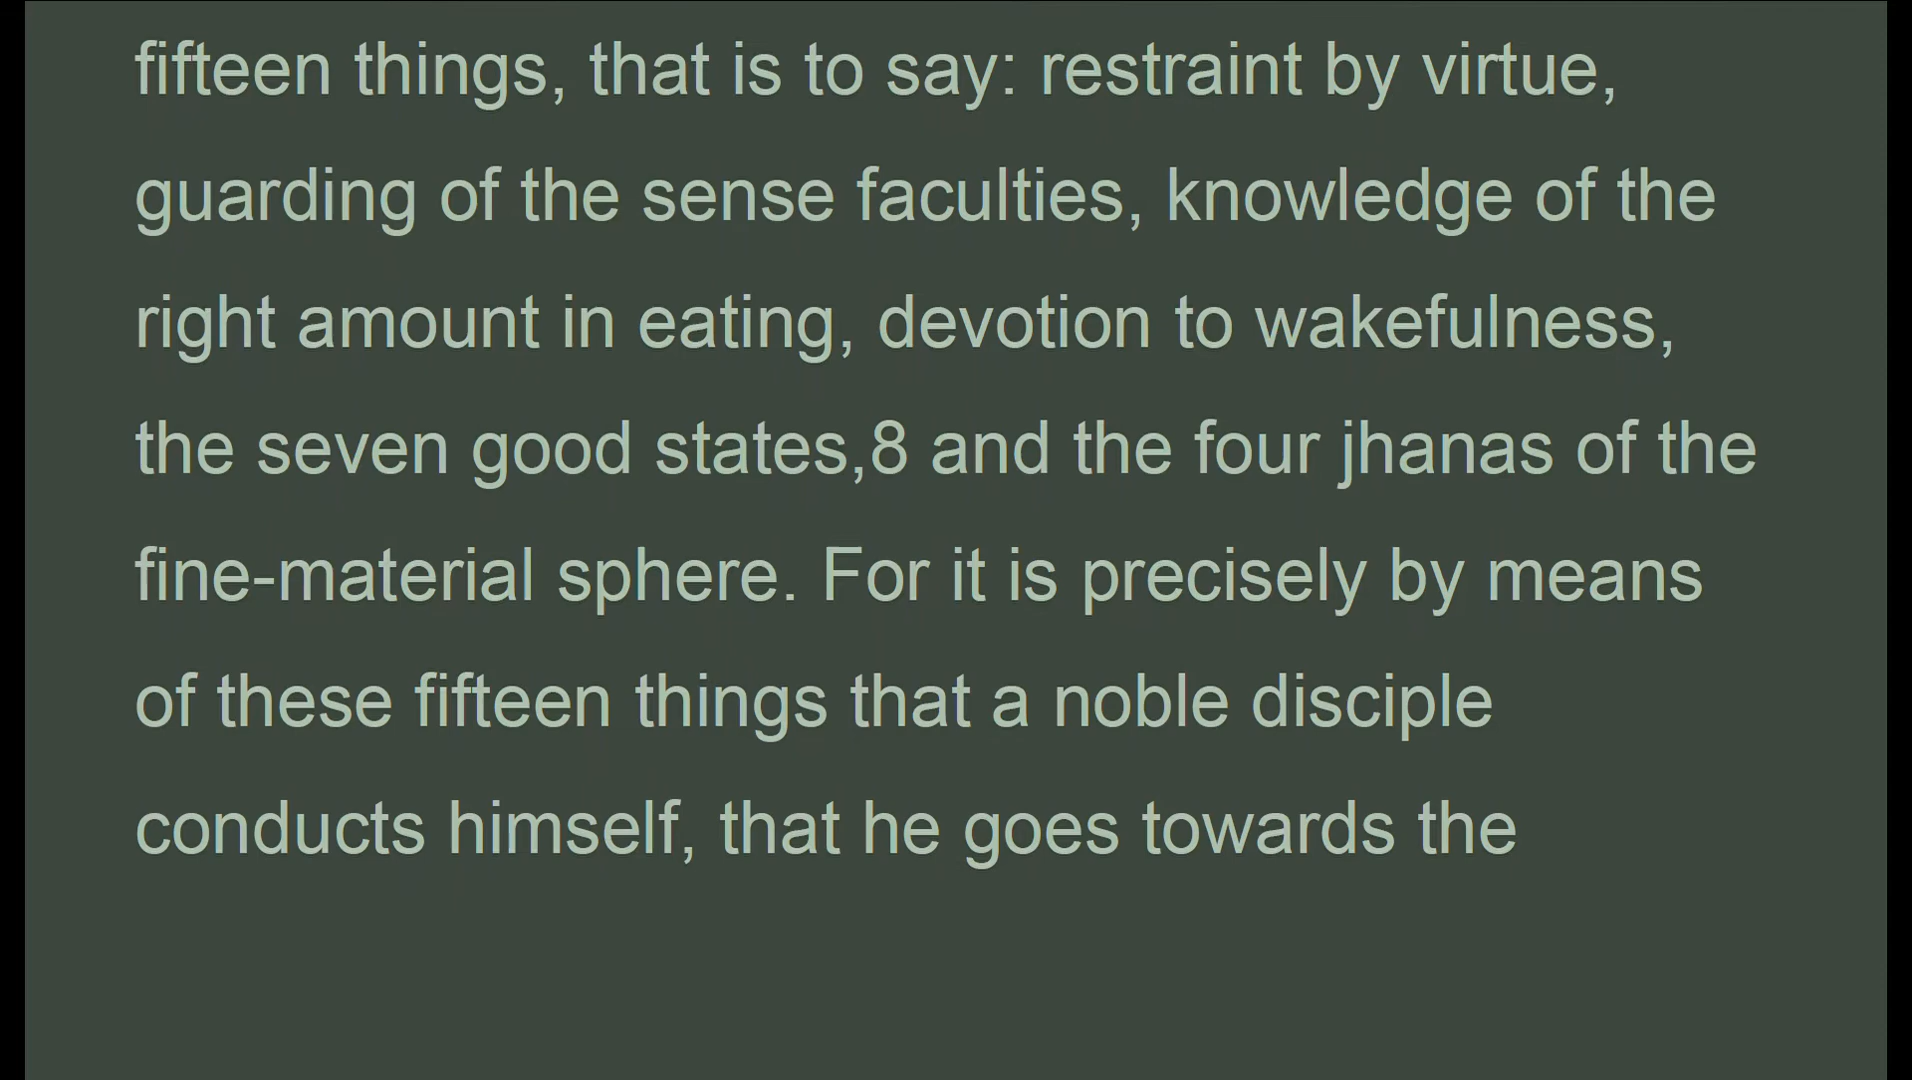 fifteen things, that is to say: restraint by virtue,
guarding of the sense faculties, knowledge of the
right amount in eating, devotion to wakefulness,
the seven good states,8 and the four jhanas of the
fine-material sphere. For it is precisely by means
of these fifteen things that a noble disciple
conducts himself, that he goes towards the